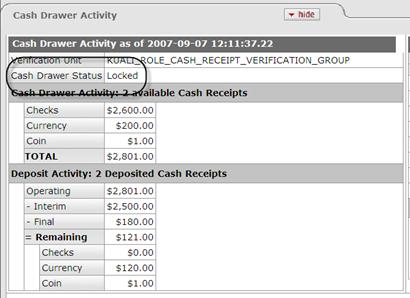 Cash Drawer Activity
hide
Cash Drawer Activity as of 2007-09-07 12:11:37.22
Verification Unit KUALI_ROLE_CASH_RECEIPT_VERIFICATION_GROUP
Cash Drawer Status Locked
Cash Drawer Activity: 2 available Cash Receipts
Checks $2,600.00
Currency $200.00
Coin $1.00
TOTAL $2,801.00
Deposit Activity: 2 Deposited Cash Receipts
Operating $2,801.00
- Interim $2,500.00
- Final $180.00
= Remaining $121.00
Checks $0.00
Currency $120.00
Coin $1.00